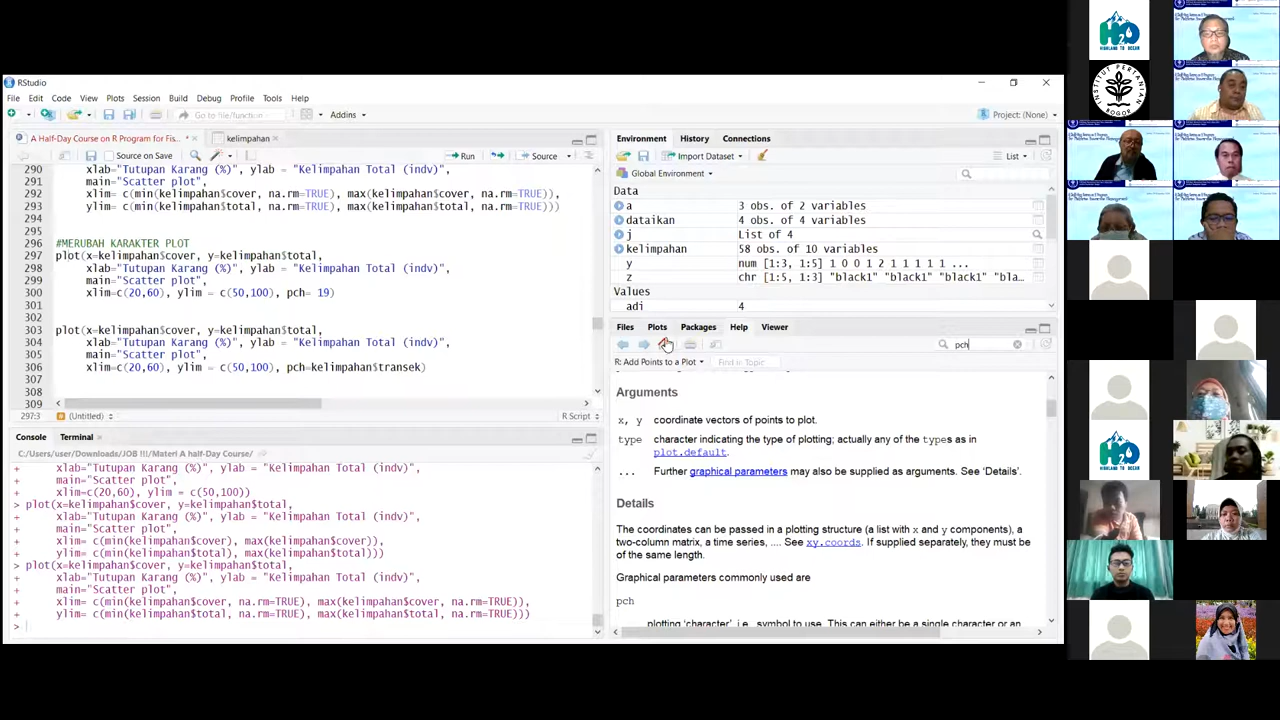 RStudio
File Edit Code View Plots Session Build Debug Profile Tools Help
Go to file/function
Addins
Project: (None)
A Half-Day Course on R Program for Fis...
kelimpahan
Source on Save
Run
Source
290 xlab="Tutupan Karang (%)", ylab = "Kelimpahan Total (indv)",
291 main="Scatter plot",
292 xlim= c(min(kelimpahan$cover, na.rm=TRUE), max(kelimpahan$cover, na.rm=TRUE)),
293 ylim= c(min(kelimpahan$total, na.rm=TRUE), max(kelimpahan$total, na.rm=TRUE)))
294
295
296 #MERUBAH KARAKTER PLOT
297 plot(x=kelimpahan$cover, y=kelimpahan$total,
298 xlab="Tutupan Karang (%)", ylab = "Kelimpahan Total (indv)",
299 main="Scatter plot",
300 xlim=c(20,60), ylim = c(50,100), pch= 19)
301
302
303 plot(x=kelimpahan$cover, y=kelimpahan$total,
304 xlab="Tutupan Karang (%)", ylab = "Kelimpahan Total (indv)",
305 main="Scatter plot",
306 xlim=c(20,60), ylim = c(50,100), pch=kelimpahan$transek)
307
308
309
297:3 (Untitled) R Script
Console Terminal
C:/Users/user/Downloads/JOB !!!/Materi A half-Day Course/
+ xlab="Tutupan Karang (%)", ylab = "Kelimpahan Total (indv)",
+ main="Scatter plot",
+ xlim=c(20,60), ylim = c(50,100))
> plot(x=kelimpahan$cover, y=kelimpahan$total,
+ xlab="Tutupan Karang (%)", ylab = "Kelimpahan Total (indv)",
+ main="Scatter plot",
+ xlim= c(min(kelimpahan$cover), max(kelimpahan$cover)),
+ ylim= c(min(kelimpahan$total), max(kelimpahan$total)))
> plot(x=kelimpahan$cover, y=kelimpahan$total,
+ xlab="Tutupan Karang (%)", ylab = "Kelimpahan Total (indv)",
+ main="Scatter plot",
+ xlim= c(min(kelimpahan$cover, na.rm=TRUE), max(kelimpahan$cover, na.rm=TRUE)),
+ ylim= c(min(kelimpahan$total, na.rm=TRUE), max(kelimpahan$total, na.rm=TRUE)))
>
Environment History Connections
Import Dataset
List
Global Environment
Data
a 3 obs. of 2 variables
dataikan 4 obs. of 4 variables
j List of 4
kelimpahan 58 obs. of 10 variables
y num [1:3, 1:5] 1 0 0 1 2 1 1 1 1 1 ...
z chr [1:5, 1:3] "black1" "black1" "black1" "bla...
Values
adi 4
Files Plots Packages Help Viewer
pch
R: Add Points to a Plot
Find in Topic
Arguments
x, y coordinate vectors of points to plot.
type character indicating the type of plotting; actually any of the types as in
plot.default.
... Further graphical parameters may also be supplied as arguments. See ‘Details’.
Details
The coordinates can be passed in a plotting structure (a list with x and y components), a
two-column matrix, a time series, .... See xy.coords. If supplied separately, they must be
of the same length.
Graphical parameters commonly used are
pch
plotting ‘character’, i.e., symbol to use. This can either be a single character or an
H2O
HIGHLAND TO OCEAN
INSTITUT PERTANIAN
BOGOR
H2O
HIGHLAND TO OCEAN